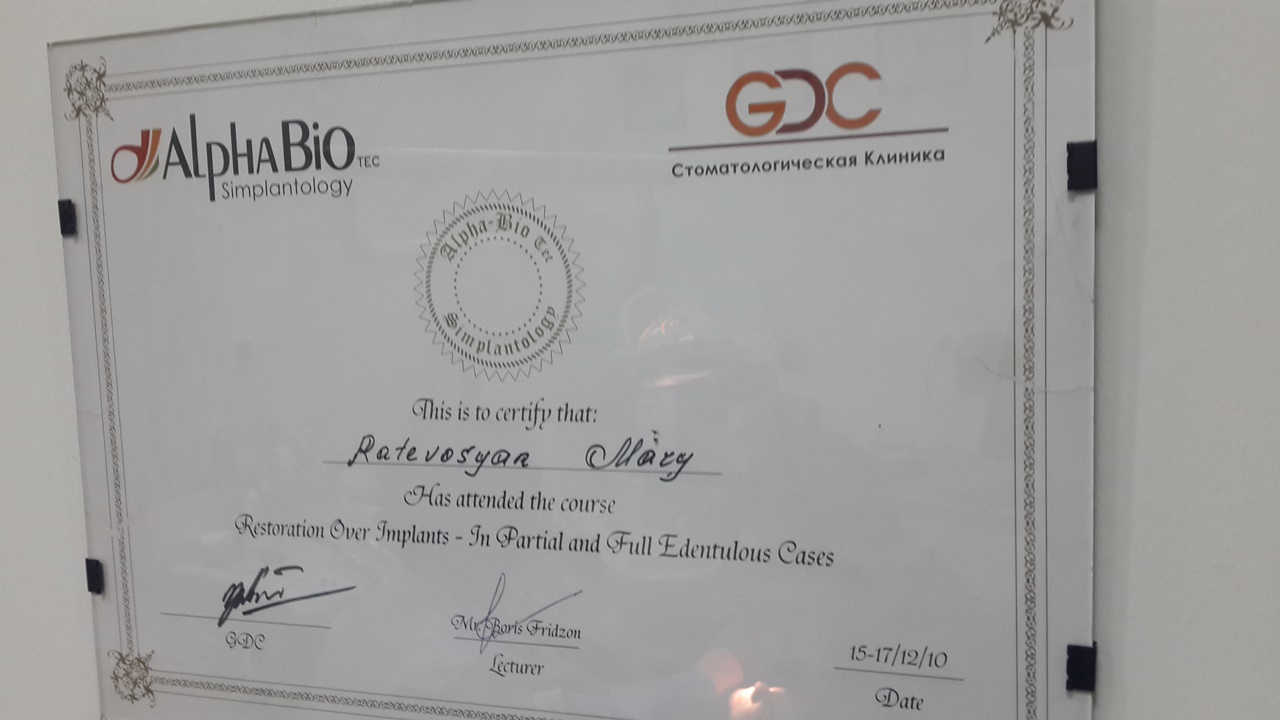 AlphaBio TEC
Simplantology
GDC
Стоматологическая Клиника
Alpha-Bio Tec
Simplantology
This is to certify that:
Ratevosyan Mary
Has attended the course
Restoration Over Implants - In Partial and Full Edentulous Cases
GDC
Mr. Boris Fridzon
Lecturer
15-17/12/10
Date